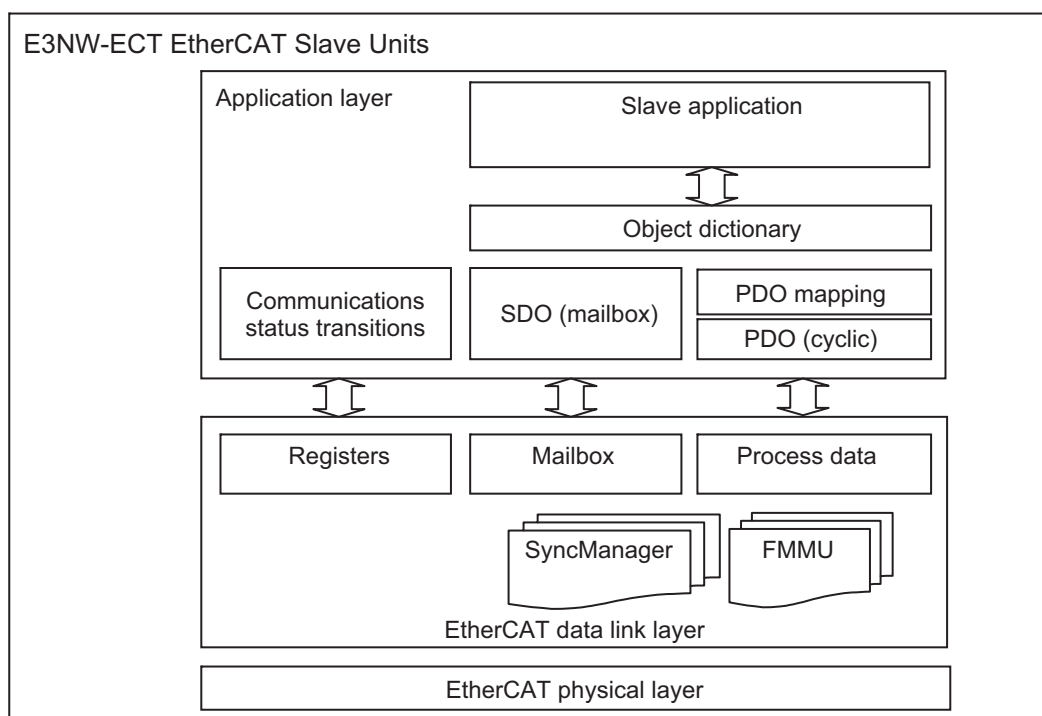 E3NW-ECT EtherCAT Slave Units
Application layer
Slave application
Object dictionary
Communications
status transitions
SDO (mailbox)
PDO mapping
PDO (cyclic)
Registers
Mailbox
Process data
SyncManager
FMMU
EtherCAT data link layer
EtherCAT physical layer